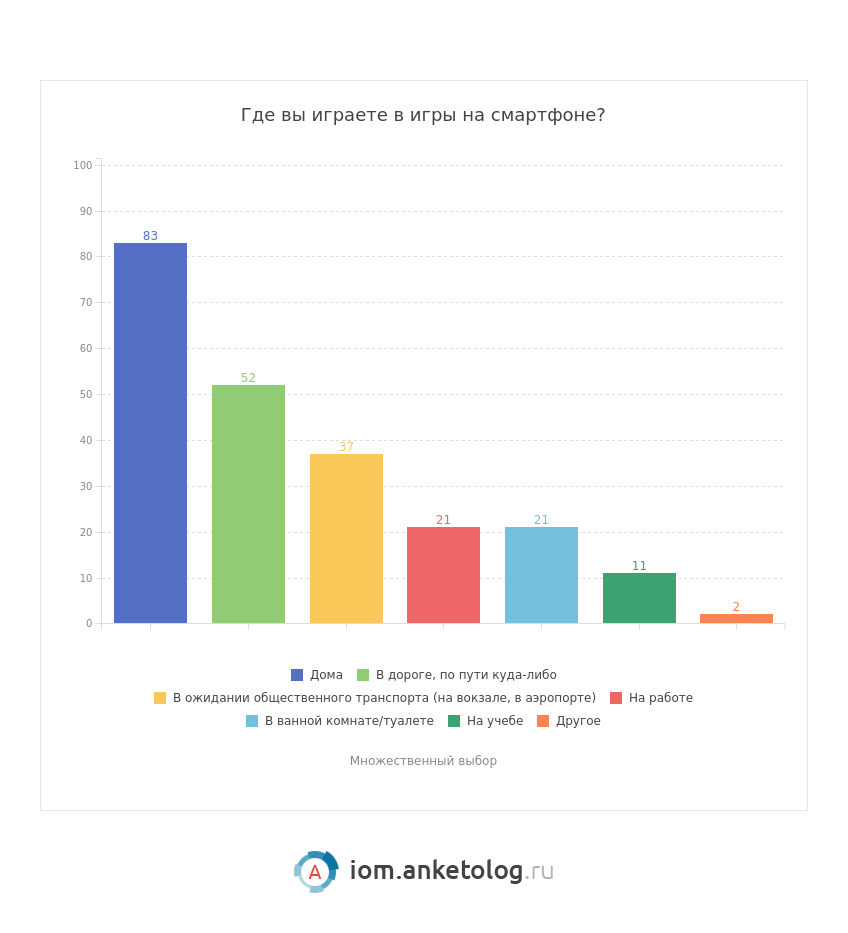 Где вы играете в игры на смартфоне?
100
90
83
80
70
60
52
50
40
37
30
21
21
20
11
10
2
0
Дома
В дороге, по пути куда-либо
В ожидании общественного транспорта (на вокзале, в аэропорте)
На работе
В ванной комнате/туалете
На учебе
Другое
Множественный выбор
A
iom.anketolog.ru